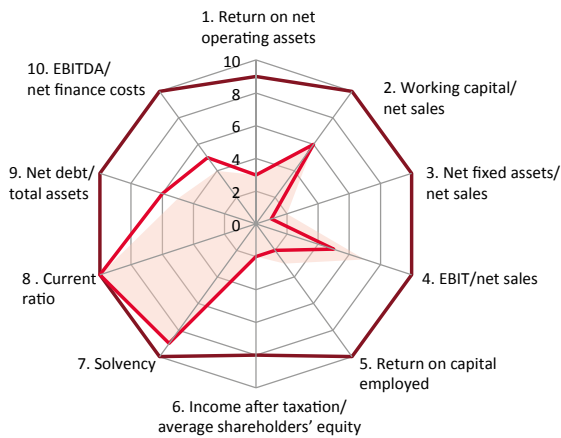 1. Return on net
operating assets
10
10. EBITDA/
net finance costs
8
2. Working capital/
net sales
6
9. Net debt/
total assets
4
3. Net fixed assets/
net sales
2
0
8 . Current
ratio
4. EBIT/net sales
7. Solvency
5. Return on capital
employed
6. Income after taxation/
average shareholders' equity